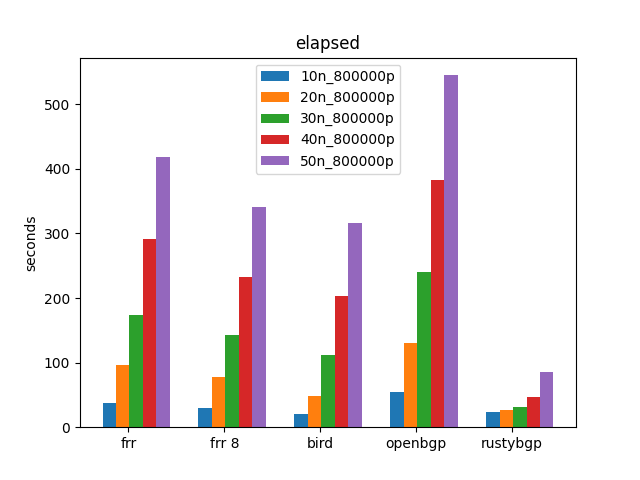 elapsed
10n_800000p
20n_800000p
30n_800000p
40n_800000p
50n_800000p
seconds
500
400
300
200
100
0
frr
frr 8
bird
openbgp
rustybgp